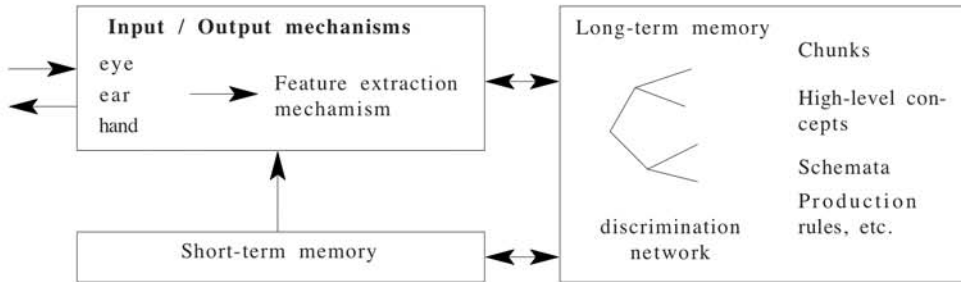 Input / Output mechanisms
eye
ear
hand
Feature extraction
mechamism
Short-term memory
Long-term memory
discrimination
network
Chunks
High-level con-
cepts
Schemata
Production
rules, etc.